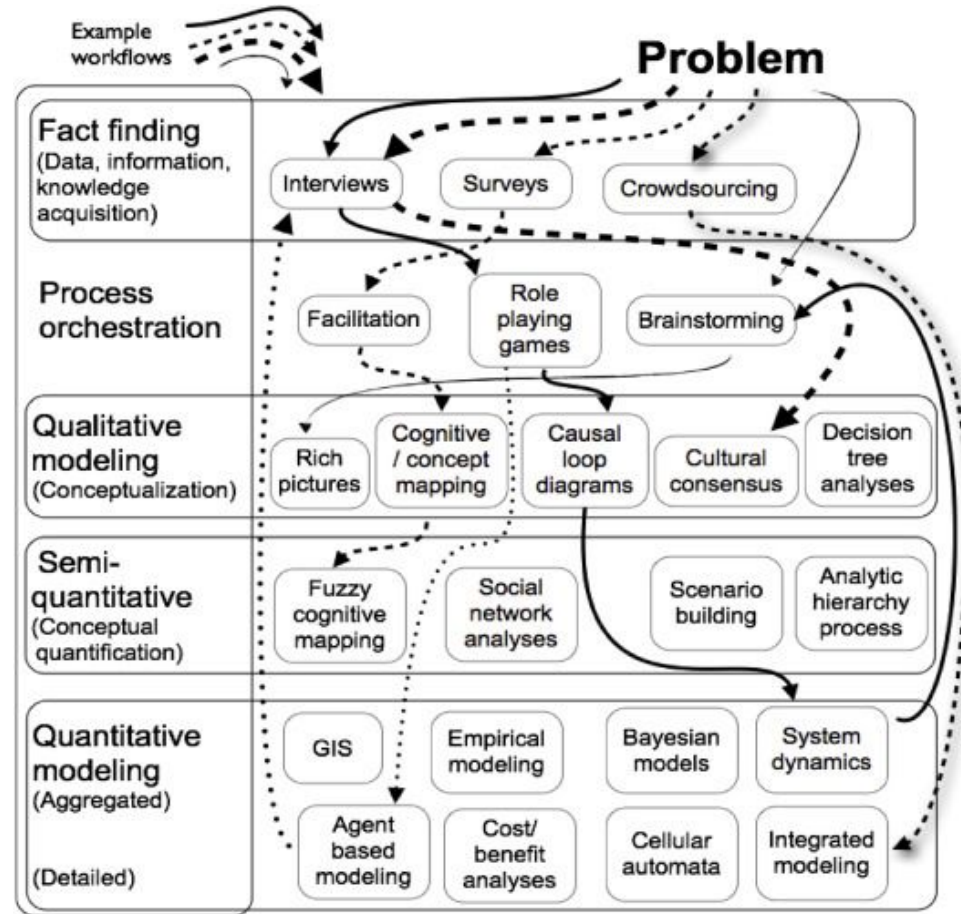 Example
workflows
Problem
Fact finding
(Data, information,
knowledge
acquisition)
Interviews
Surveys
Crowdsourcing
Process
orchestration
Facilitation
Role
playing
games
Brainstorming
Qualitative
modeling
(Conceptualization)
Rich
pictures
Cognitive
/ concept
mapping
Causal
loop
diagrams
Cultural
consensus
Decision
tree
analyses
Semi-
quantitative
(Conceptual
quantification)
Fuzzy
cognitive
mapping
Social
network
analyses
Scenario
building
Analytic
hierarchy
process
Quantitative
modeling
(Aggregated)
(Detailed)
GIS
Empirical
modeling
Bayesian
models
System
dynamics
Agent
based
modeling
Cost/
benefit
analyses
Cellular
automata
Integrated
modeling